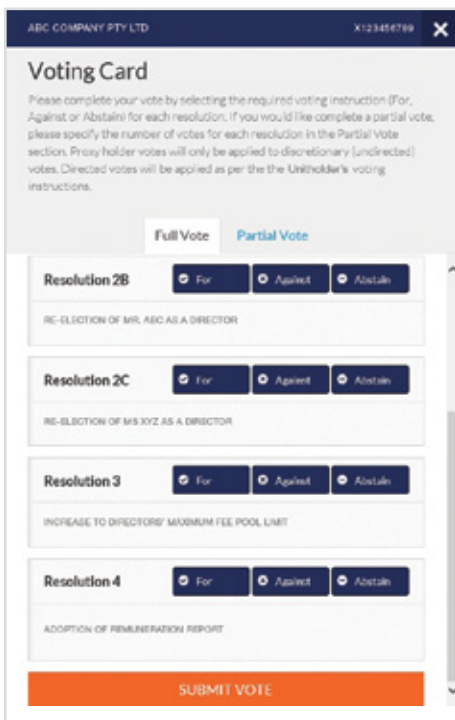 ABC COMPANY PTY LTD X123456789
Voting Card
Please complete your vote by selecting the required voting instruction (For,
Against or Abstain) for each resolution. If you would like complete a partial vote,
please specify the number of votes for each resolution in the Partial Vote
section. Proxy holder votes will only be applied to discretionary (undirected)
votes. Directed votes will be applied as per the the Unitholder's voting
instructions.
Full Vote Partial Vote
Resolution 2B For Against Abstain
RE-ELECTION OF MR. ABC AS A DIRECTOR
Resolution 2C For Against Abstain
RE-ELECTION OF MS XYZ AS A DIRECTOR
Resolution 3 For Against Abstain
INCREASE TO DIRECTORS' MAXIMUM FEE POOL LIMIT
Resolution 4 For Against Abstain
ADOPTION OF REMUNERATION REPORT
SUBMIT VOTE